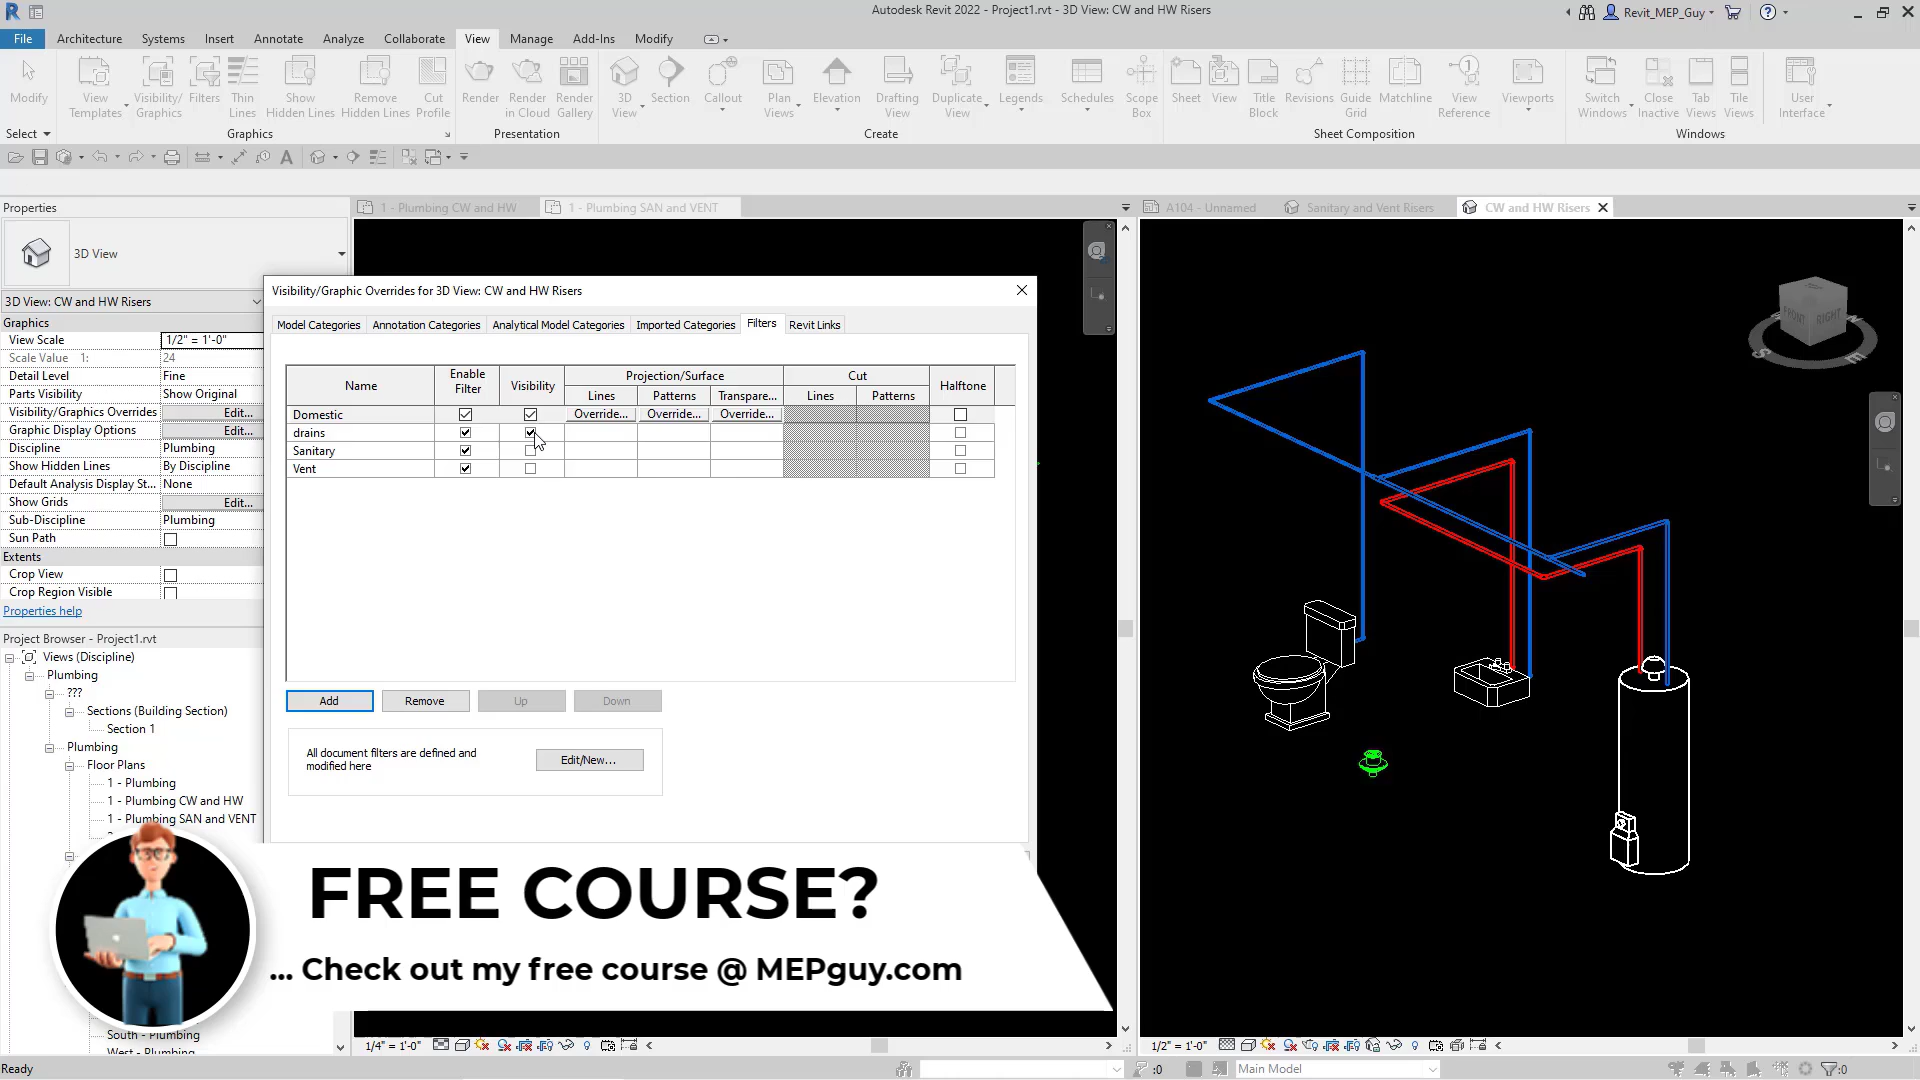 Autodesk Revit 2022 - Project1.rvt - 3D View: CW and HW Risers
Revit_MEP_Guy
File Architecture Systems Insert Annotate Analyze Collaborate View Manage Add-Ins Modify
Modify
View Templates
Visibility/ Graphics
Filters
Thin Lines
Show Hidden Lines
Remove Hidden Lines
Cut Profile
Render
Render in Cloud
Render Gallery
3D View
Section
Callout
Plan Views
Elevation
Drafting View
Duplicate View
Legends
Schedules
Scope Box
Sheet
View
Title Block
Revisions
Guide Grid
Matchline
View Reference
Viewports
Switch Windows
Close Inactive
Tab Views
Tile Views
User Interface
Select Graphics Presentation Create Sheet Composition Windows
Properties
1 - Plumbing CW and HW
1 - Plumbing SAN and VENT
A104 - Unnamed
Sanitary and Vent Risers
CW and HW Risers
3D View
3D View: CW and HW Risers
Graphics
View Scale 1/2" = 1'-0"
Scale Value 1: 24
Detail Level Fine
Parts Visibility Show Original
Visibility/Graphics Overrides Edit...
Graphic Display Options Edit...
Discipline Plumbing
Show Hidden Lines By Discipline
Default Analysis Display St... None
Show Grids Edit...
Sub-Discipline Plumbing
Sun Path
Extents
Crop View
Crop Region Visible
Properties help
Project Browser - Project1.rvt
Views (Discipline)
Plumbing
???
Sections (Building Section)
Section 1
Plumbing
Floor Plans
1 - Plumbing
1 - Plumbing CW and HW
1 - Plumbing SAN and VENT
South - Plumbing
West - Plumbing
Visibility/Graphic Overrides for 3D View: CW and HW Risers
Model Categories Annotation Categories Analytical Model Categories Imported Categories Filters Revit Links
Name
Enable Filter
Visibility
Projection/Surface
Cut
Halftone
Lines Patterns Transpare... Lines Patterns
Domestic Override... Override... Override...
drains
Sanitary
Vent
Add Remove Up Down
All document filters are defined and
modified here
Edit/New...
FRONT RIGHT
S E
FREE COURSE?
... Check out my free course @ MEPguy.com
1/4" = 1'-0"
1/2" = 1'-0"
Ready
:0
Main Model
:0